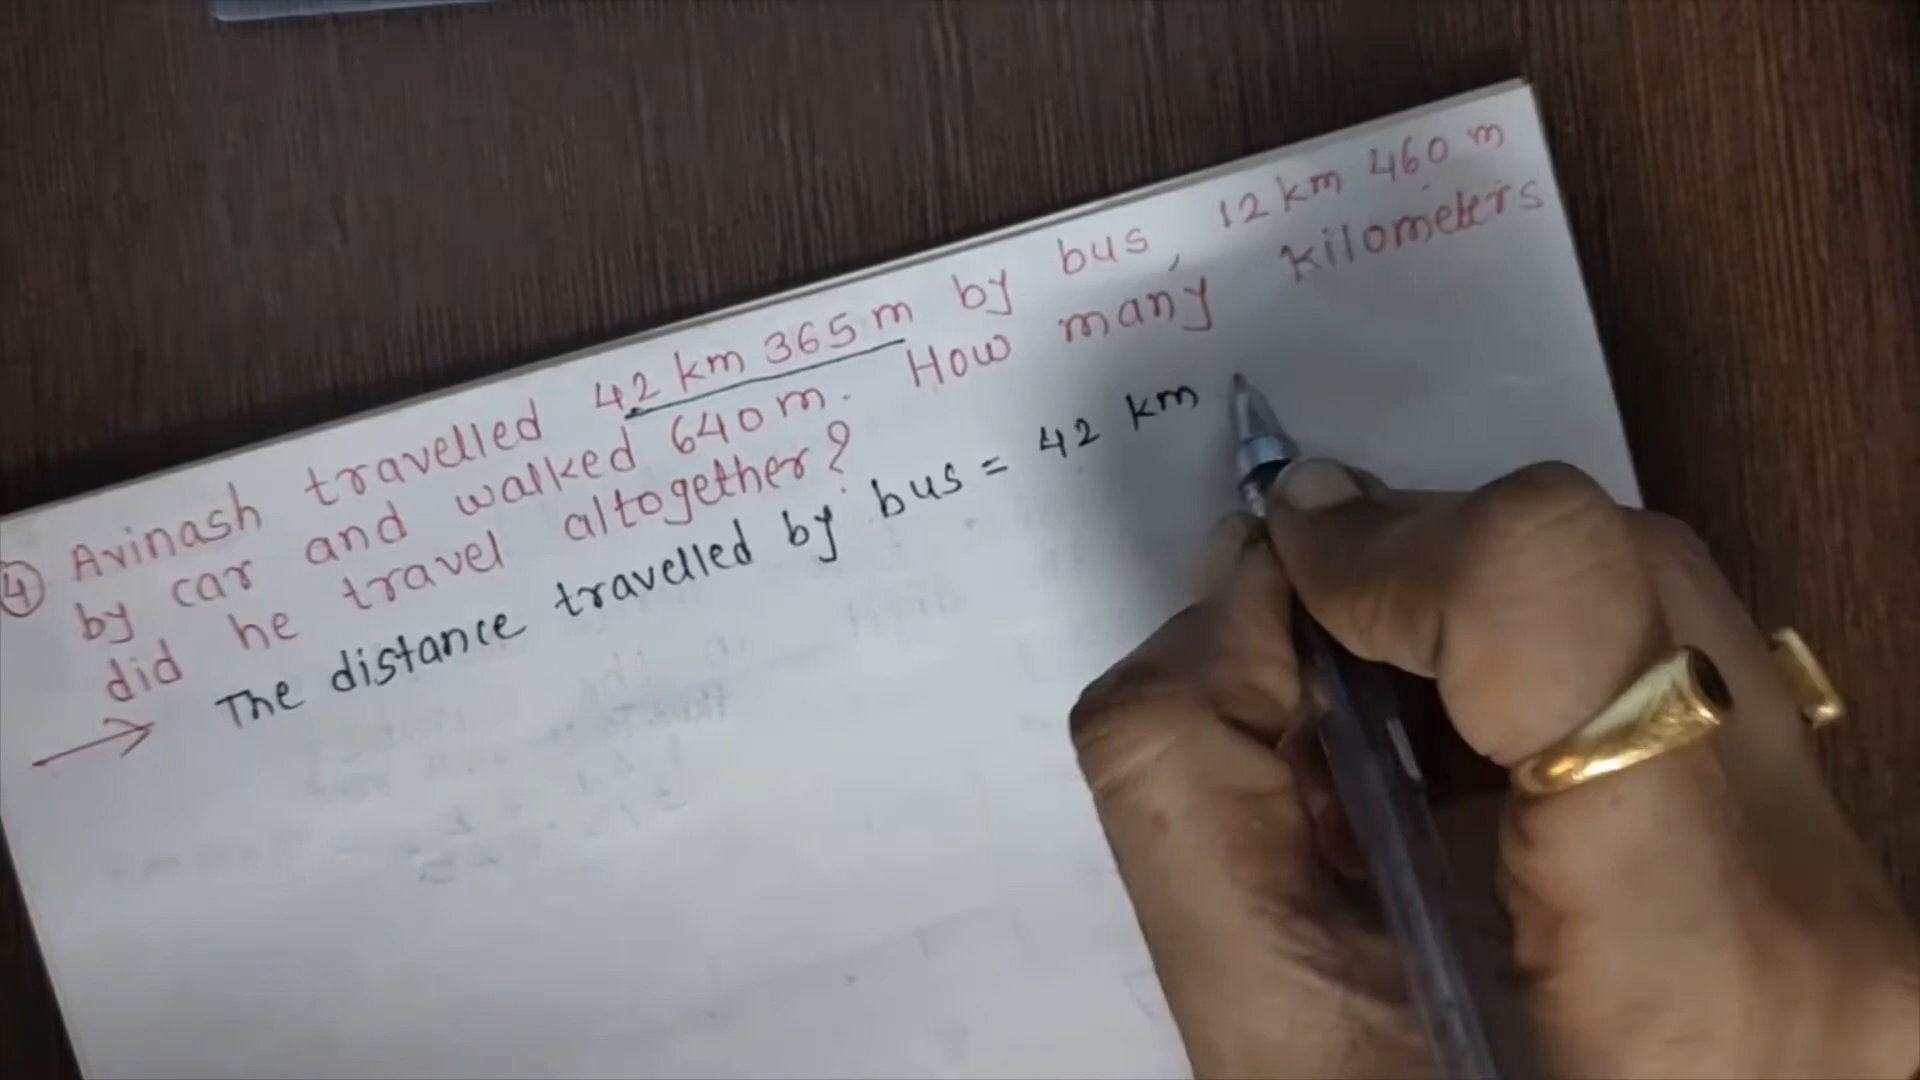 ④ Avinash travelled 42 km 365 m by bus, 12 km 460 m
by car and walked 640 m. How many kilometers
did he travel altogether?
→ The distance travelled by bus = 42 km